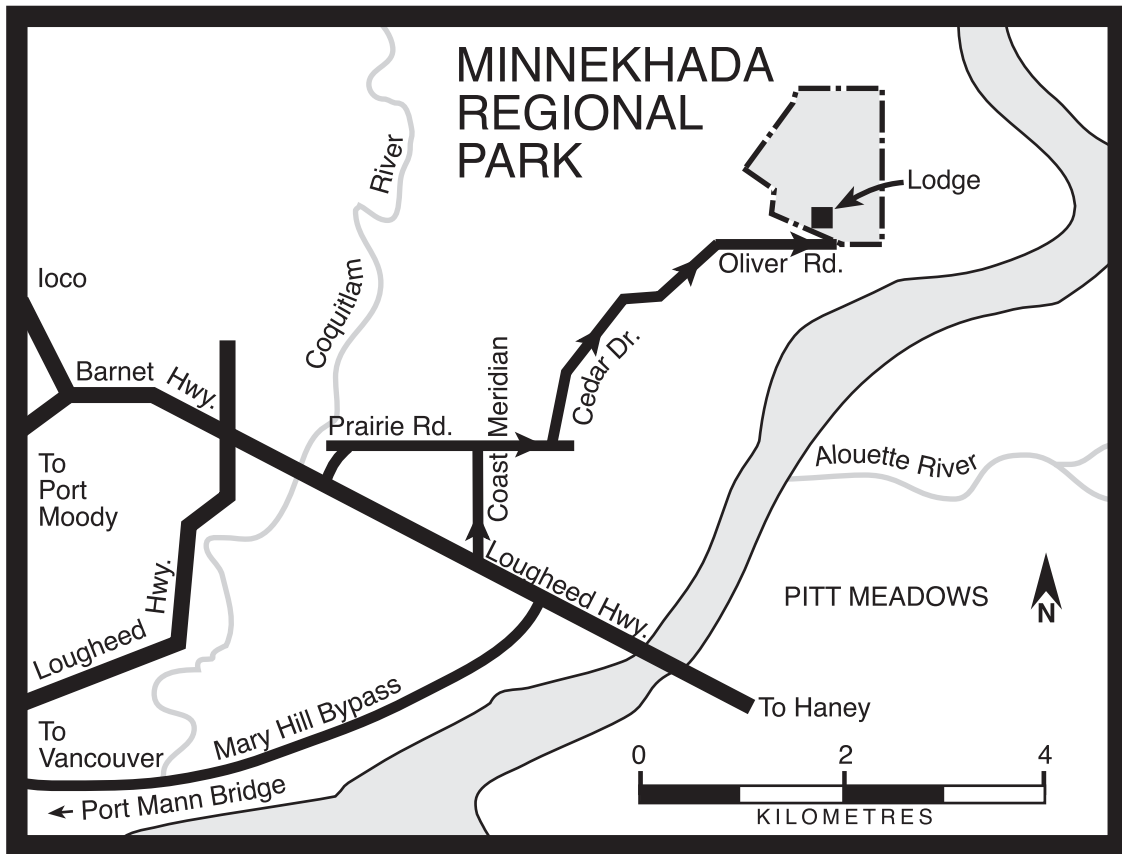 MINNEKHADA
REGIONAL
PARK
River
Lodge
Oliver Rd.
Ioco
Coquitlam
Barnet Hwy.
Meridian
Cedar Dr.
Prairie Rd.
Coast
Alouette River
To
Port
Moody
Lougheed Hwy.
PITT MEADOWS
N
Lougheed Hwy.
Mary Hill Bypass
To Haney
To
Vancouver
Port Mann Bridge
0 2 4
KILOMETRES